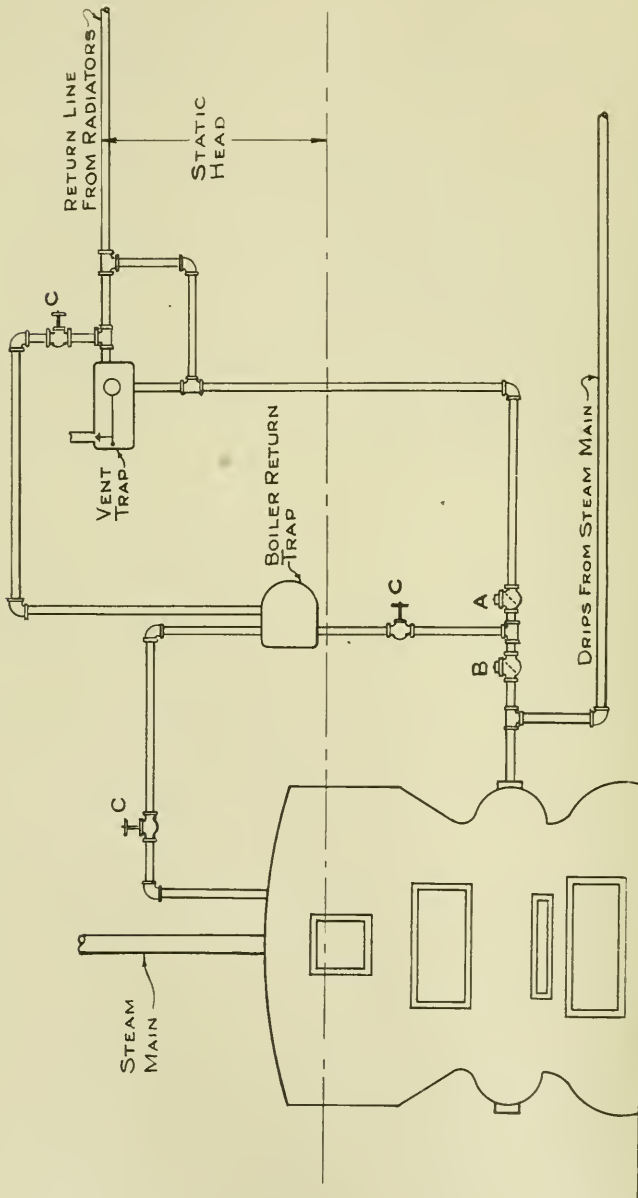 STEAM
MAIN
C
BOILER RETURN
TRAP
VENT
TRAP
C
RETURN LINE
FROM RADIATORS
STATIC
HEAD
C
B
A
DRIPS FROM STEAM MAIN